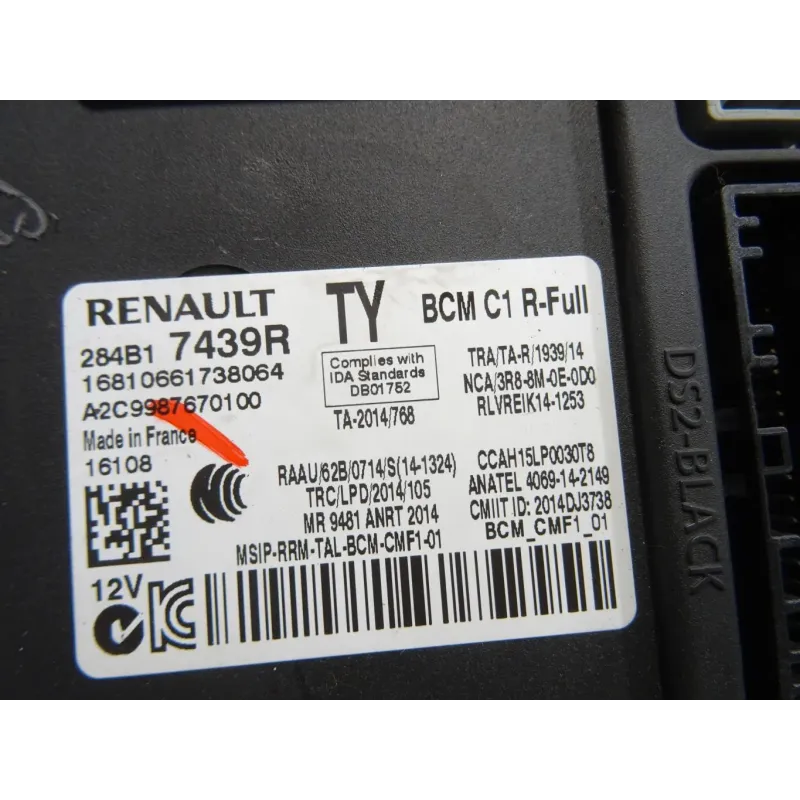 RENAULT TY BCM C1 R-Full
284B1 7439R
16810661738064
A2C9987670100
Made in France
16108
Complies with
IDA Standards
DB01752
TA-2014/768
TRA/TA-R/1939/14
NCA/3R8-8M-0E-0D0
RLVREIK14-1253
RAAU/62B/0714/S(14-1324)
TRC/LPD/2014/105
MR 9481 ANRT 2014
MSIP-RRM-TAL-BCM-CMF1-01
CCAH15LP0030T8
ANATEL 4069-14-2149
CMIIT ID: 2014DJ3738
BCM_CMF1_01
12V
DS2-BLACK